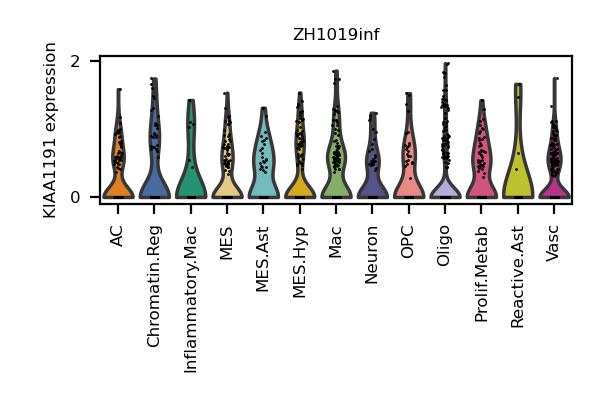 ZH1019inf
KIAA1191 expression
2
0
AC
Chromatin.Reg
Inflammatory.Mac
MES
MES.Ast
MES.Hyp
Mac
Neuron
OPC
Oligo
Prolif.Metab
Reactive.Ast
Vasc